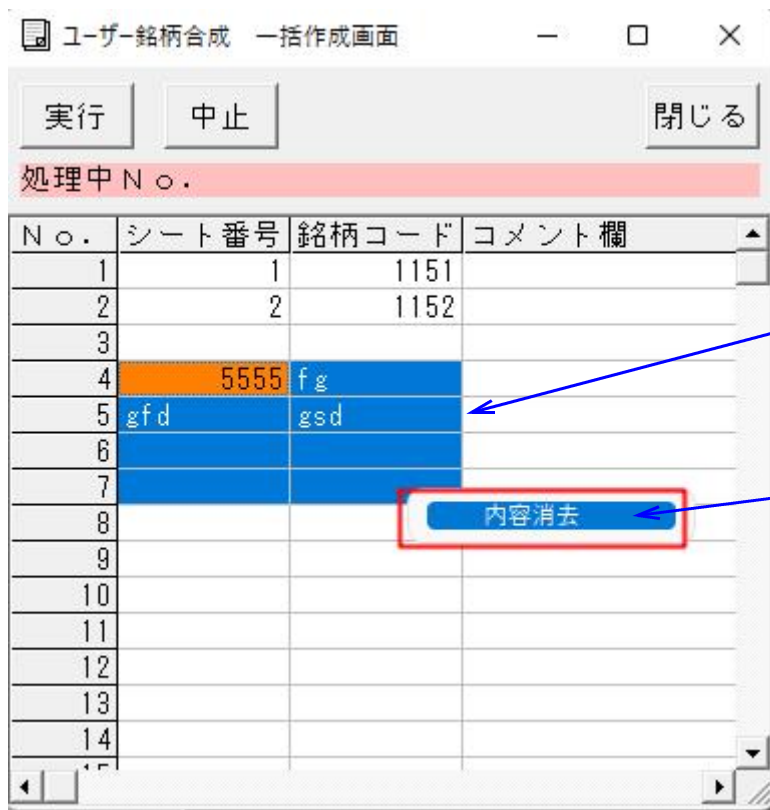 ユーザー銘柄合成　一括作成画面
実行　中止　閉じる
処理中Ｎｏ．
Ｎｏ．　シート番号　銘柄コード　コメント欄
1　1　1151
2　2　1152
3
4　5555　fg
5　gfd　gsd
6
7
8　内容消去
9
10
11
12
13
14